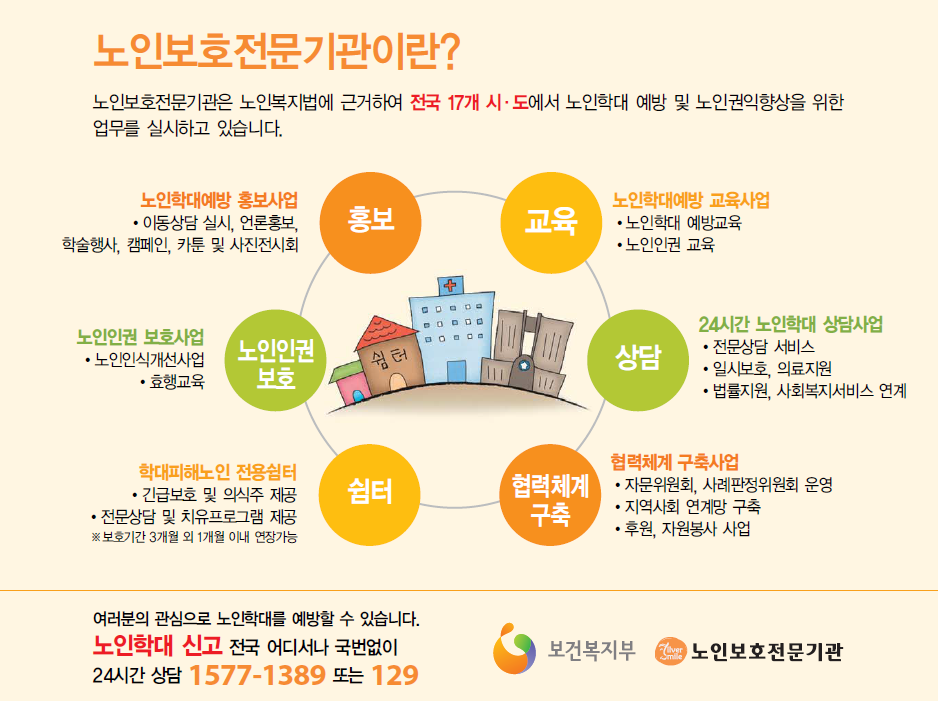 노인보호전문기관이란?
노인보호전문기관은 노인복지법에 근거하여 전국 17개 시·도에서 노인학대 예방 및 노인권익향상을 위한
업무를 실시하고 있습니다.
노인학대예방 홍보사업
• 이동상담 실시, 언론홍보,
학술행사, 캠페인, 카툰 및 사진전시회
홍보
교육
노인학대예방 교육사업
• 노인학대 예방교육
• 노인인권 교육
노인인권 보호사업
• 노인인식개선사업
• 효행교육
노인인권
보호
쉼터
상담
24시간 노인학대 상담사업
• 전문상담 서비스
• 일시보호, 의료지원
• 법률지원, 사회복지서비스 연계
학대피해노인 전용쉼터
• 긴급보호 및 의식주 제공
• 전문상담 및 치유프로그램 제공
※ 보호기간 3개월 외 1개월 이내 연장가능
쉼터
협력체계
구축
협력체계 구축사업
• 자문위원회, 사례판정위원회 운영
• 지역사회 연계망 구축
• 후원, 자원봉사 사업
여러분의 관심으로 노인학대를 예방할 수 있습니다.
노인학대 신고 전국 어디서나 국번없이
24시간 상담 1577-1389 또는 129
보건복지부
Silver
Smile
노인보호전문기관